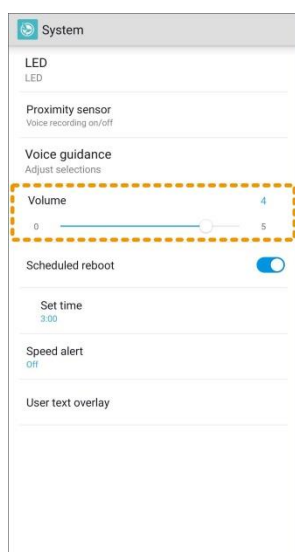 System
LED
LED
Proximity sensor
Voice recording on/off
Voice guidance
Adjust selections
Volume 4
0 5
Scheduled reboot
Set time
3:00
Speed alert
Off
User text overlay